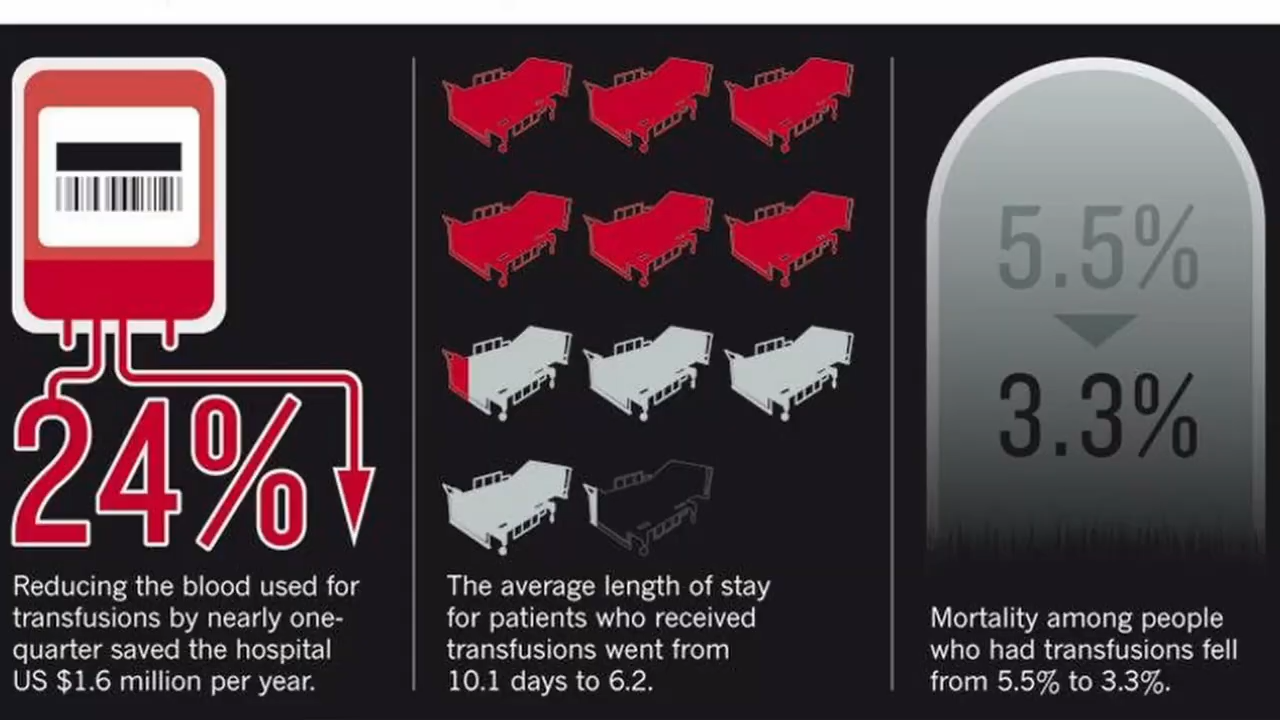 24%
Reducing the blood used for
transfusions by nearly one-
quarter saved the hospital
US $1.6 million per year.
The average length of stay
for patients who received
transfusions went from
10.1 days to 6.2.
5.5%
3.3%
Mortality among people
who had transfusions fell
from 5.5% to 3.3%.